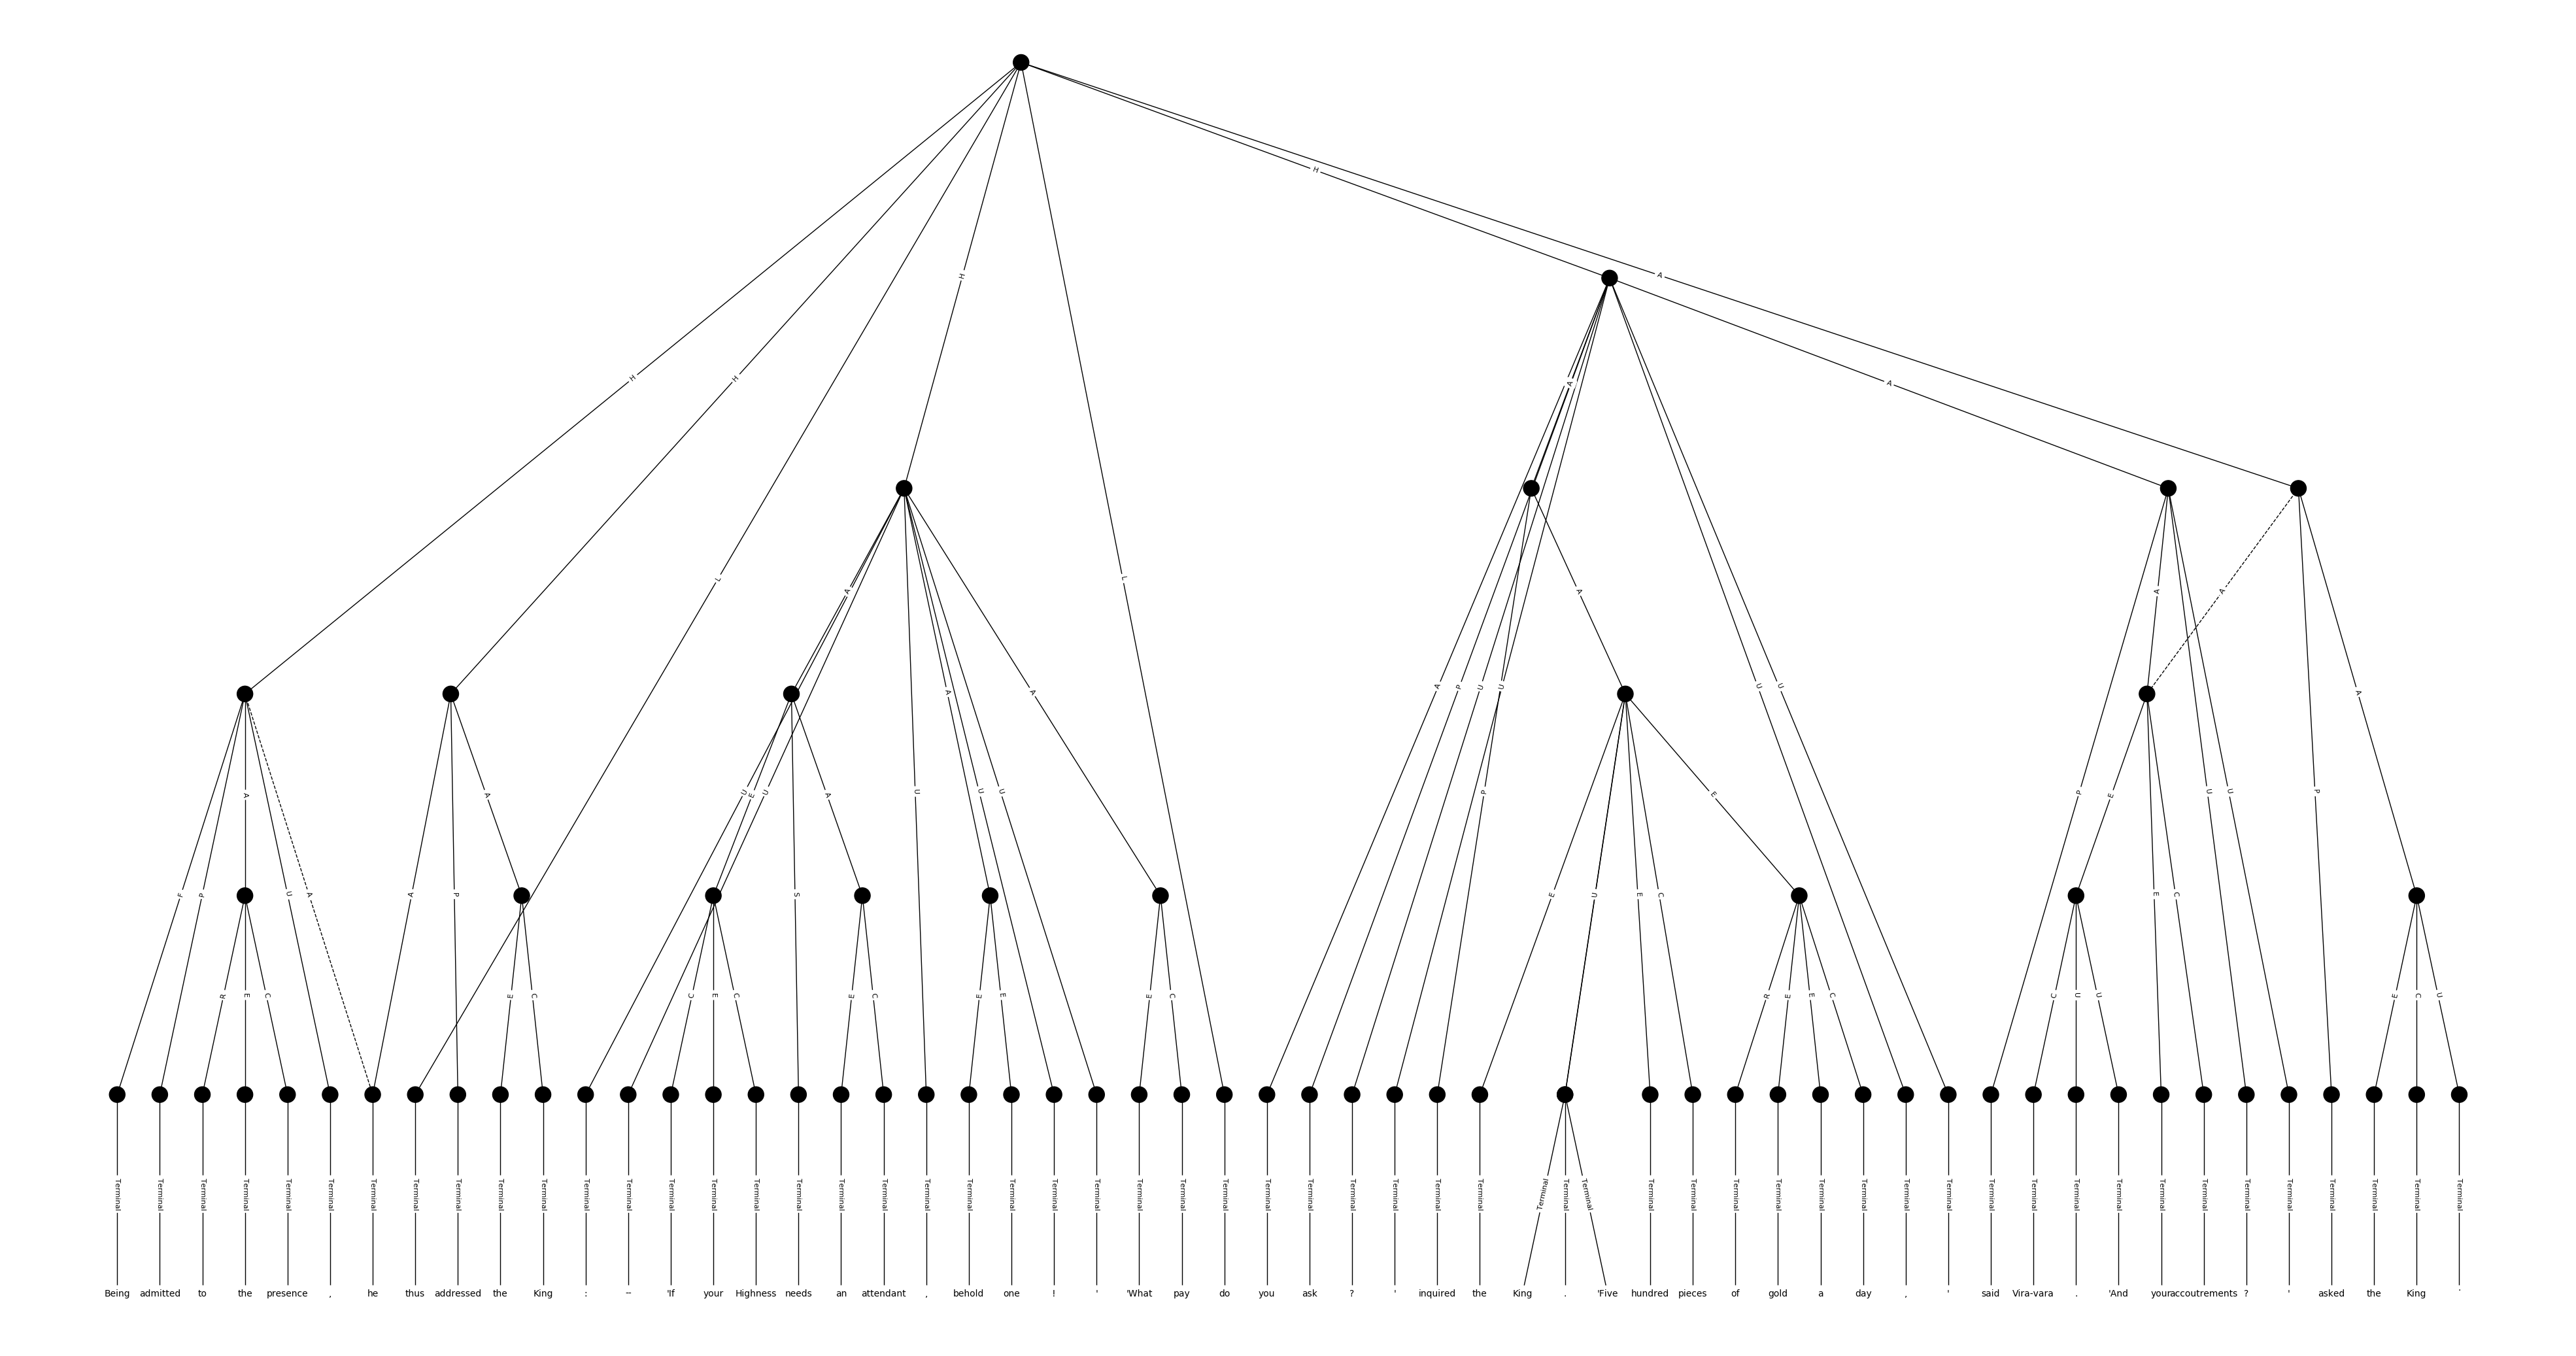 H
A
H
H
H
A
A
L
L
A
A
A
A
A
A
P
U
U
U
U
A
A
A
U
A
U
U
U
E
U
P
P
E
U
U
P
A
A
S
A
E
F
P
U
A
A
P
E
U
E
C
E
C
R
E
C
E
C
C
E
C
E
C
E
E
E
C
R
E
E
C
C
U
U
E
C
U
Terminal Terminal Terminal Terminal Terminal Terminal Terminal Terminal Terminal Terminal Terminal Terminal Terminal Terminal Terminal Terminal Terminal Terminal Terminal Terminal Terminal Terminal Terminal Terminal Terminal Terminal Terminal Terminal Terminal Terminal Terminal Terminal Terminal Terminal Terminal Terminal Terminal Terminal Terminal Terminal Terminal Terminal Terminal Terminal Terminal Terminal Terminal Terminal Terminal Terminal Terminal Terminal Terminal Terminal Terminal Terminal
Being admitted to the presence , he thus addressed the King : -- 'If your Highness needs an attendant , behold one ! ' 'What pay do you ask ? ' inquired the King . 'Five hundred pieces of gold a day , ' said Vira-vara . 'And your accoutrements ? ' asked the King .